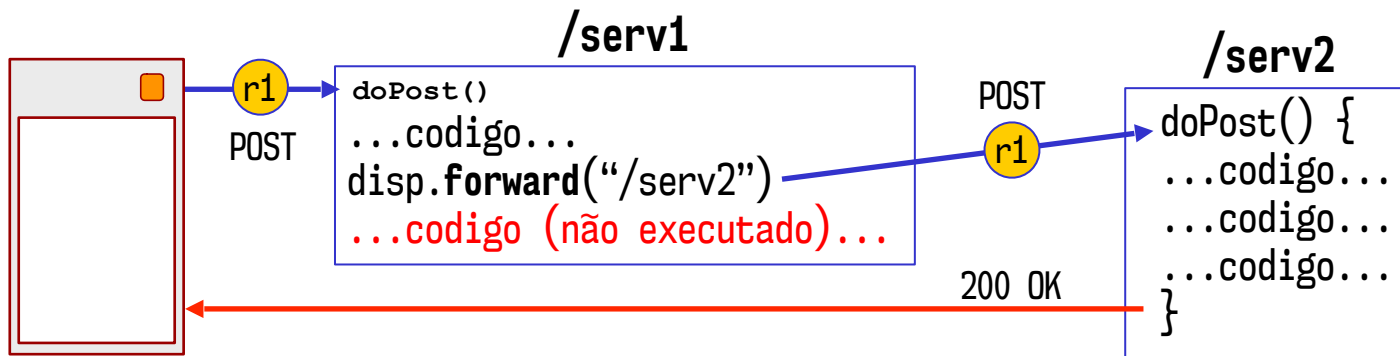 /serv1
r1
POST
doPost()
...codigo...
disp.forward(“/serv2”)
...codigo (não executado)...
POST
r1
/serv2
doPost() {
...codigo...
...codigo...
...codigo...
}
200 OK